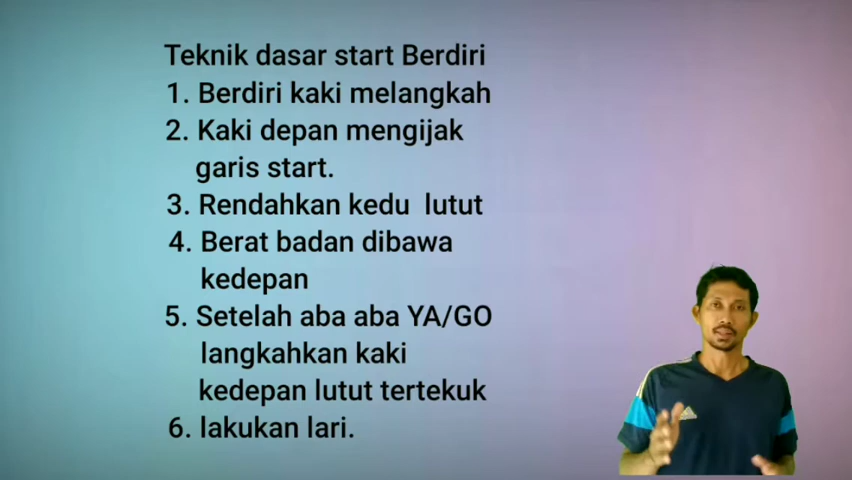 Teknik dasar start Berdiri
1. Berdiri kaki melangkah
2. Kaki depan mengijak
garis start.
3. Rendahkan kedu lutut
4. Berat badan dibawa
kedepan
5. Setelah aba aba YA/GO
langkahkan kaki
kedepan lutut tertekuk
6. lakukan lari.